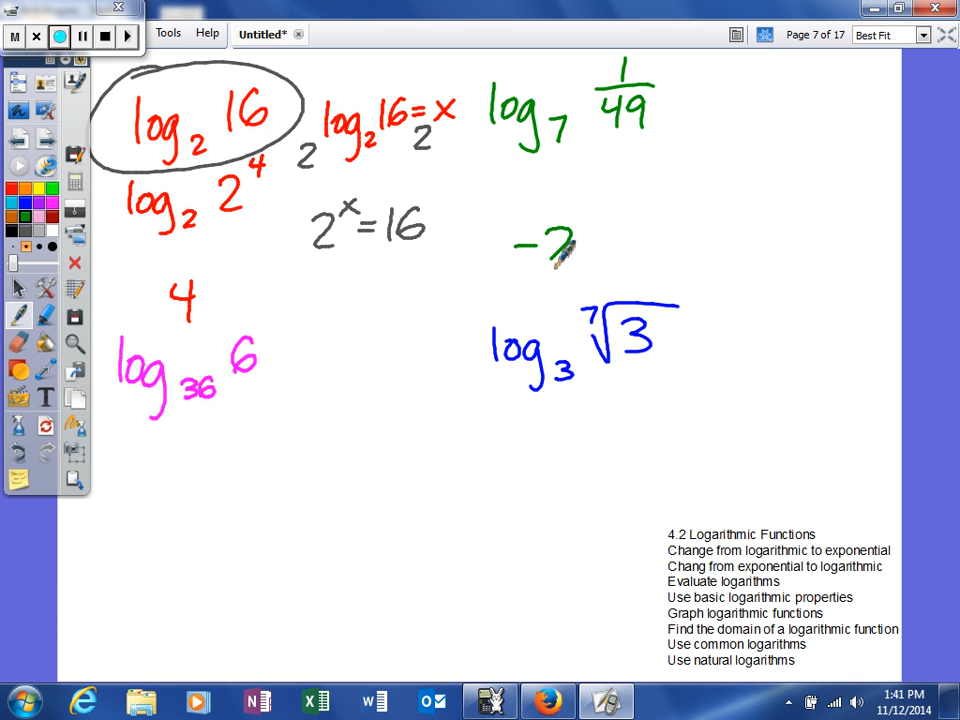 Tools Help Untitled* Page 7 of 17 Best Fit
M
log₂ 16
log₂ 2⁴
4
log₂16=x
2 2
2ˣ=16
log₇ 1/49
-2
log₃₆ 6
log₃ ⁷√3
4.2 Logarithmic Functions
Change from logarithmic to exponential
Chang from exponential to logarithmic
Evaluate logarithms
Use basic logarithmic properties
Graph logarithmic functions
Find the domain of a logarithmic function
Use common logarithms
Use natural logarithms
1:41 PM
11/12/2014